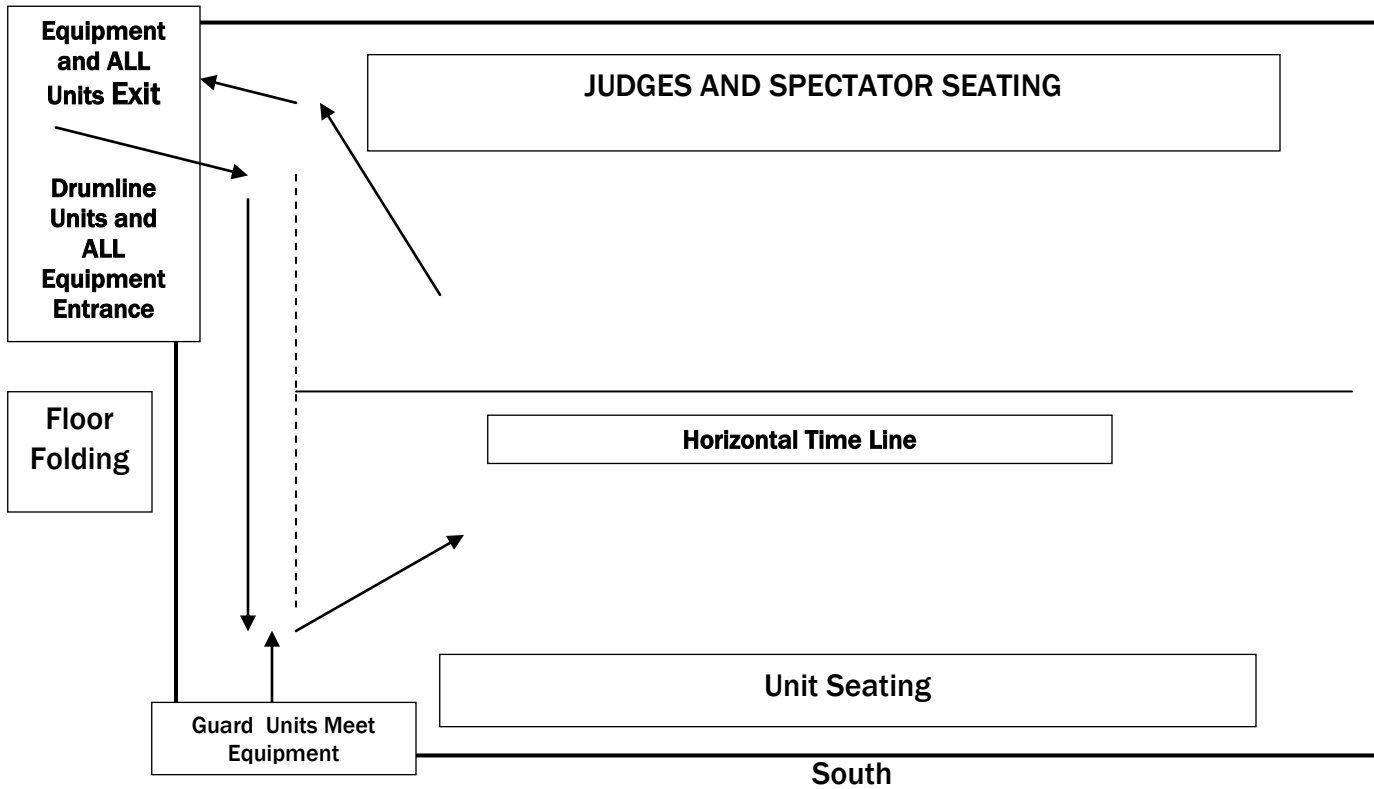 Equipment
and ALL
Units Exit
Drumline
Units and
ALL
Equipment
Entrance
JUDGES AND SPECTATOR SEATING
Floor
Folding
Horizontal Time Line
Unit Seating
Guard Units Meet
Equipment
South